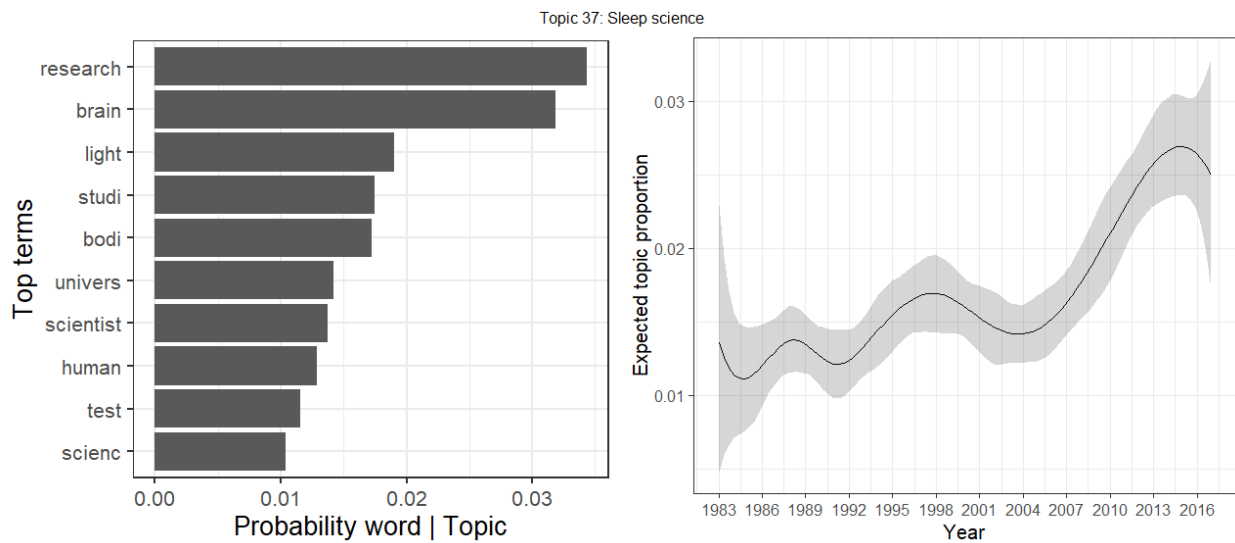 Topic 37: Sleep science
Top terms
research
brain
light
studi
bodi
univers
scientist
human
test
scienc
0.00 0.01 0.02 0.03
Probability word | Topic
Expected topic proportion
0.03
0.02
0.01
1983 1986 1989 1992 1995 1998 2001 2004 2007 2010 2013 2016
Year